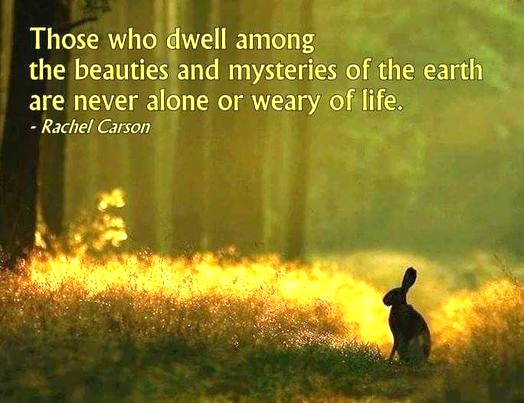 Those who dwell among
the beauties and mysteries of the earth
are never alone or weary of life.
- Rachel Carson